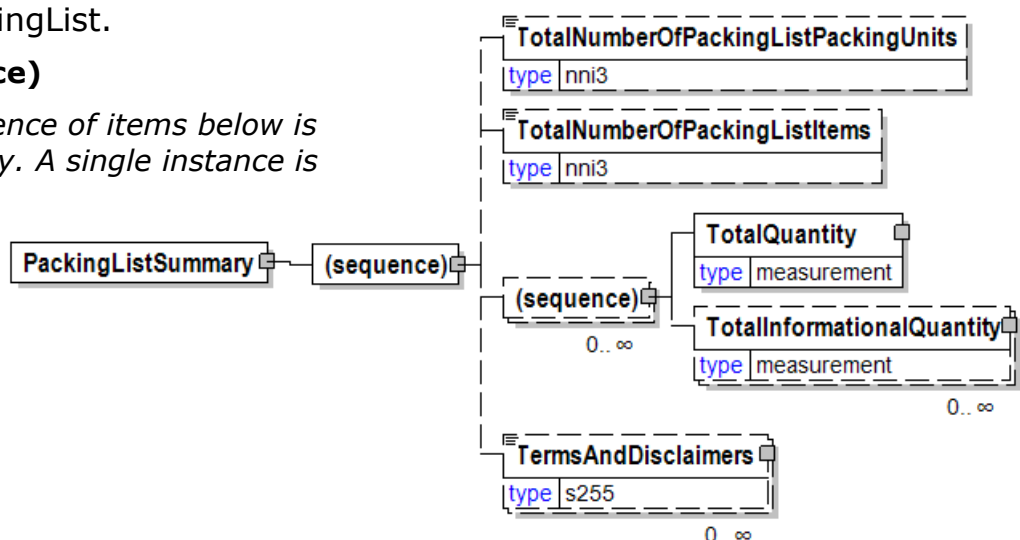 ingList.
ce)
ence of items below is
y. A single instance is
TotalNumberOfPackingListPackingUnits
type nni3
TotalNumberOfPackingListItems
type nni3
PackingListSummary
(sequence)
(sequence)
0.. ∞
TotalQuantity
type measurement
TotalInformationalQuantity
type measurement
0.. ∞
TermsAndDisclaimers
type s255
0.. ∞